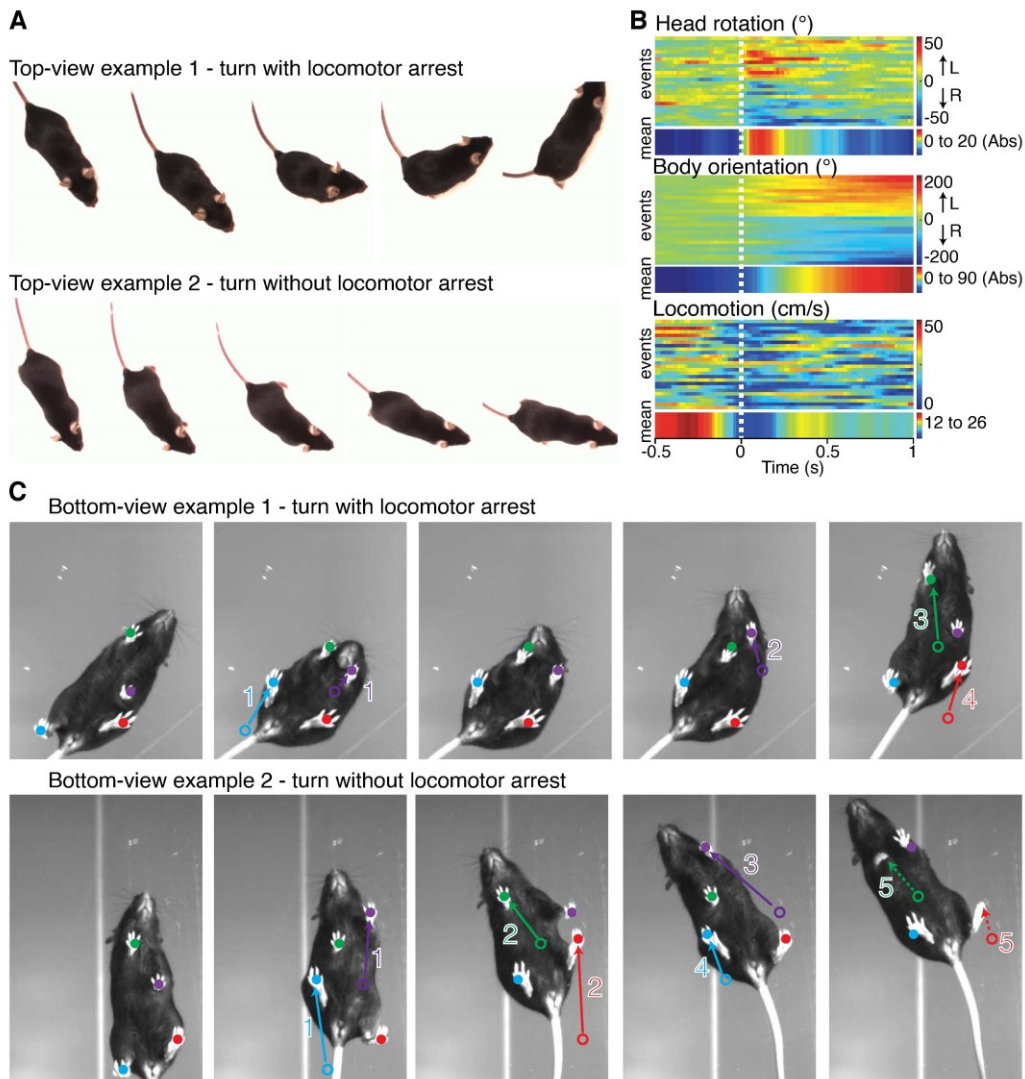 A
Top-view example 1 - turn with locomotor arrest
Top-view example 2 - turn without locomotor arrest
B
Head rotation (°)
events
50
↑L
0
↓R
-50
mean
0 to 20 (Abs)
Body orientation (°)
events
200
↑L
0
↓R
-200
mean
0 to 90 (Abs)
Locomotion (cm/s)
events
50
0
mean
12 to 26
-0.5 0 0.5 1
Time (s)
C
Bottom-view example 1 - turn with locomotor arrest
1 1
2
3
4
Bottom-view example 2 - turn without locomotor arrest
1 1
2 2
3
4
5 5